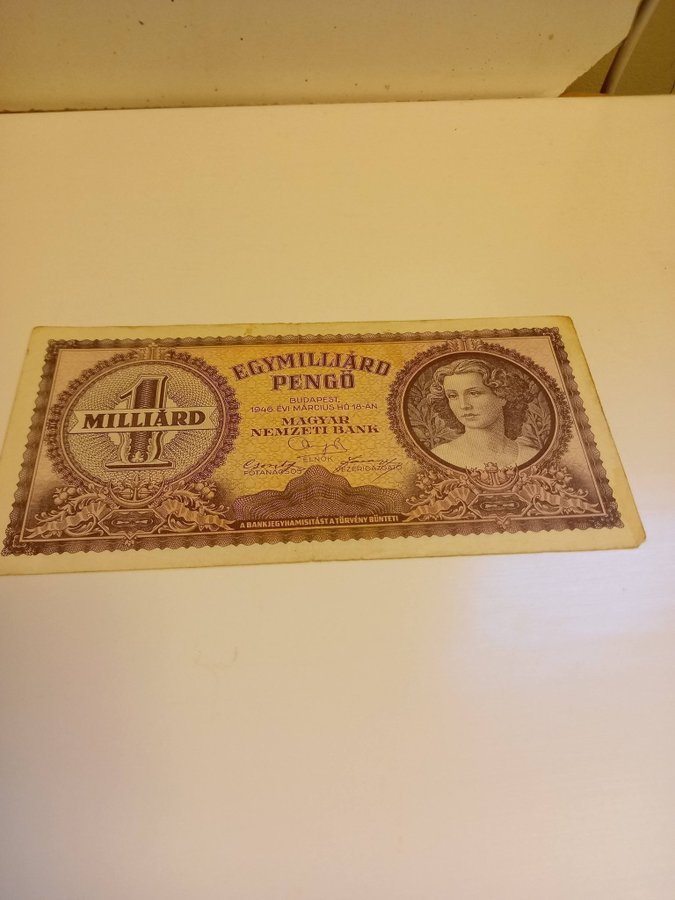 1
MILLIÁRD
EGYMILLIÁRD
PENGŐ
BUDAPEST,
1946. ÉVI MÁRCIUS HÓ 18-ÁN.
MAGYAR
NEMZETI BANK
ELNÖK
FŐTANÁCSOS
VEZÉRIGAZGATÓ
A BANKJEGYHAMISÍTÁST A TÖRVÉNY BÜNTETI